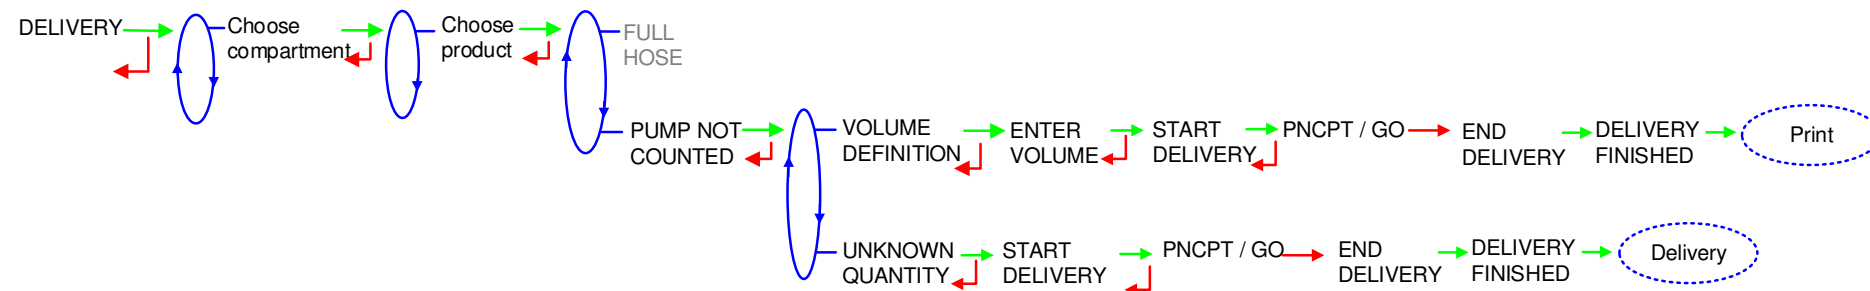 DELIVERY
Choose
compartment
Choose
product
FULL
HOSE
PUMP NOT
COUNTED
VOLUME
DEFINITION
ENTER
VOLUME
START
DELIVERY
PNCPT / GO
END
DELIVERY
DELIVERY
FINISHED
Print
UNKNOWN
QUANTITY
START
DELIVERY
PNCPT / GO
END
DELIVERY
DELIVERY
FINISHED
Delivery